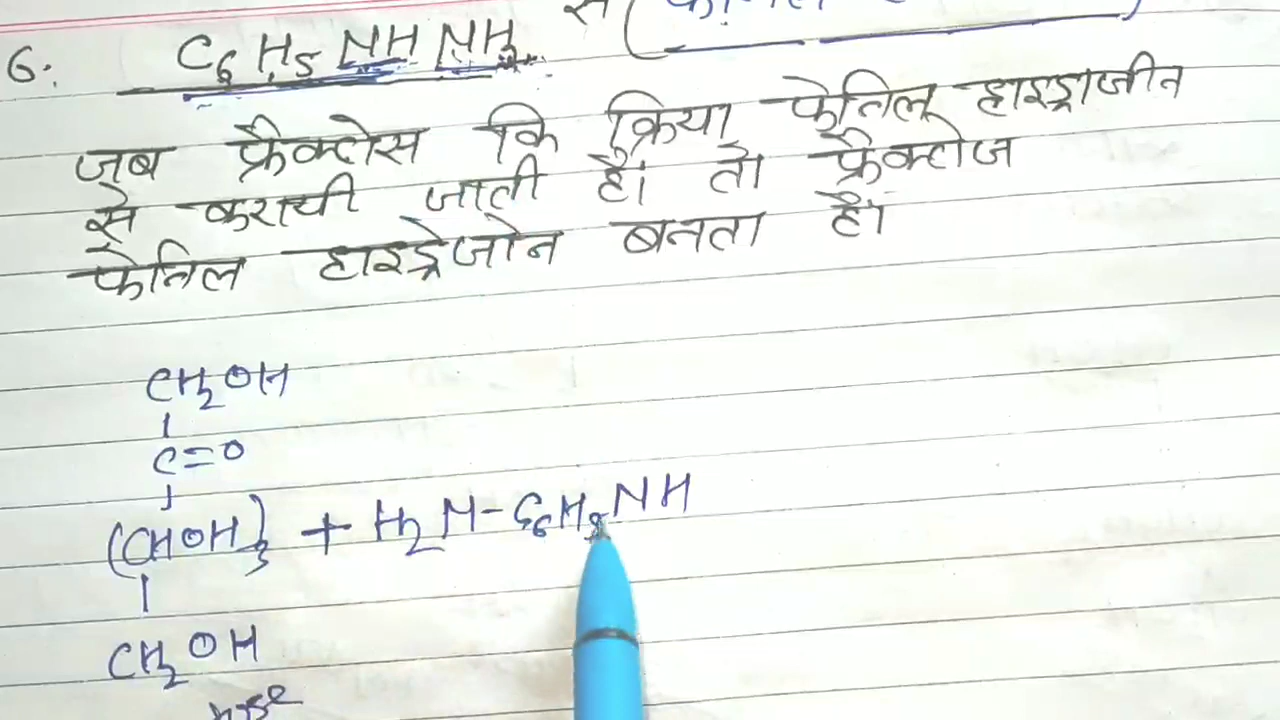 से (
6. C₆H₅NHNH₂
जब फ्रैक्टोस कि क्रिया फेनिल हाइड्राजीन
से करायी जाती है। तो फ्रैक्टोज
फेनिल हाइड्रेजोन बनता है।
CH₂OH
|
C=O
|
(CHOH)₃ + H₂N-C₆H₅NH
|
CH₂OH